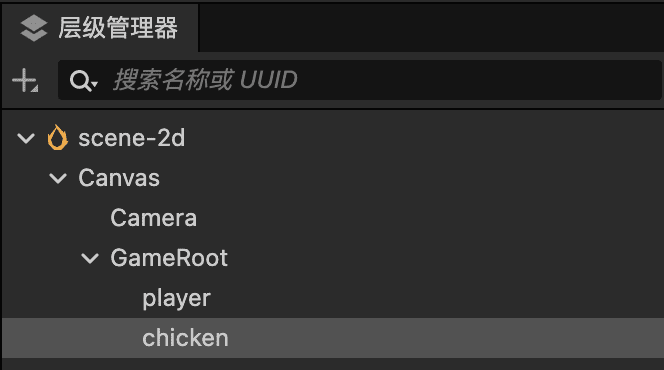 层级管理器
搜索名称或 UUID
scene-2d
Canvas
Camera
GameRoot
player
chicken